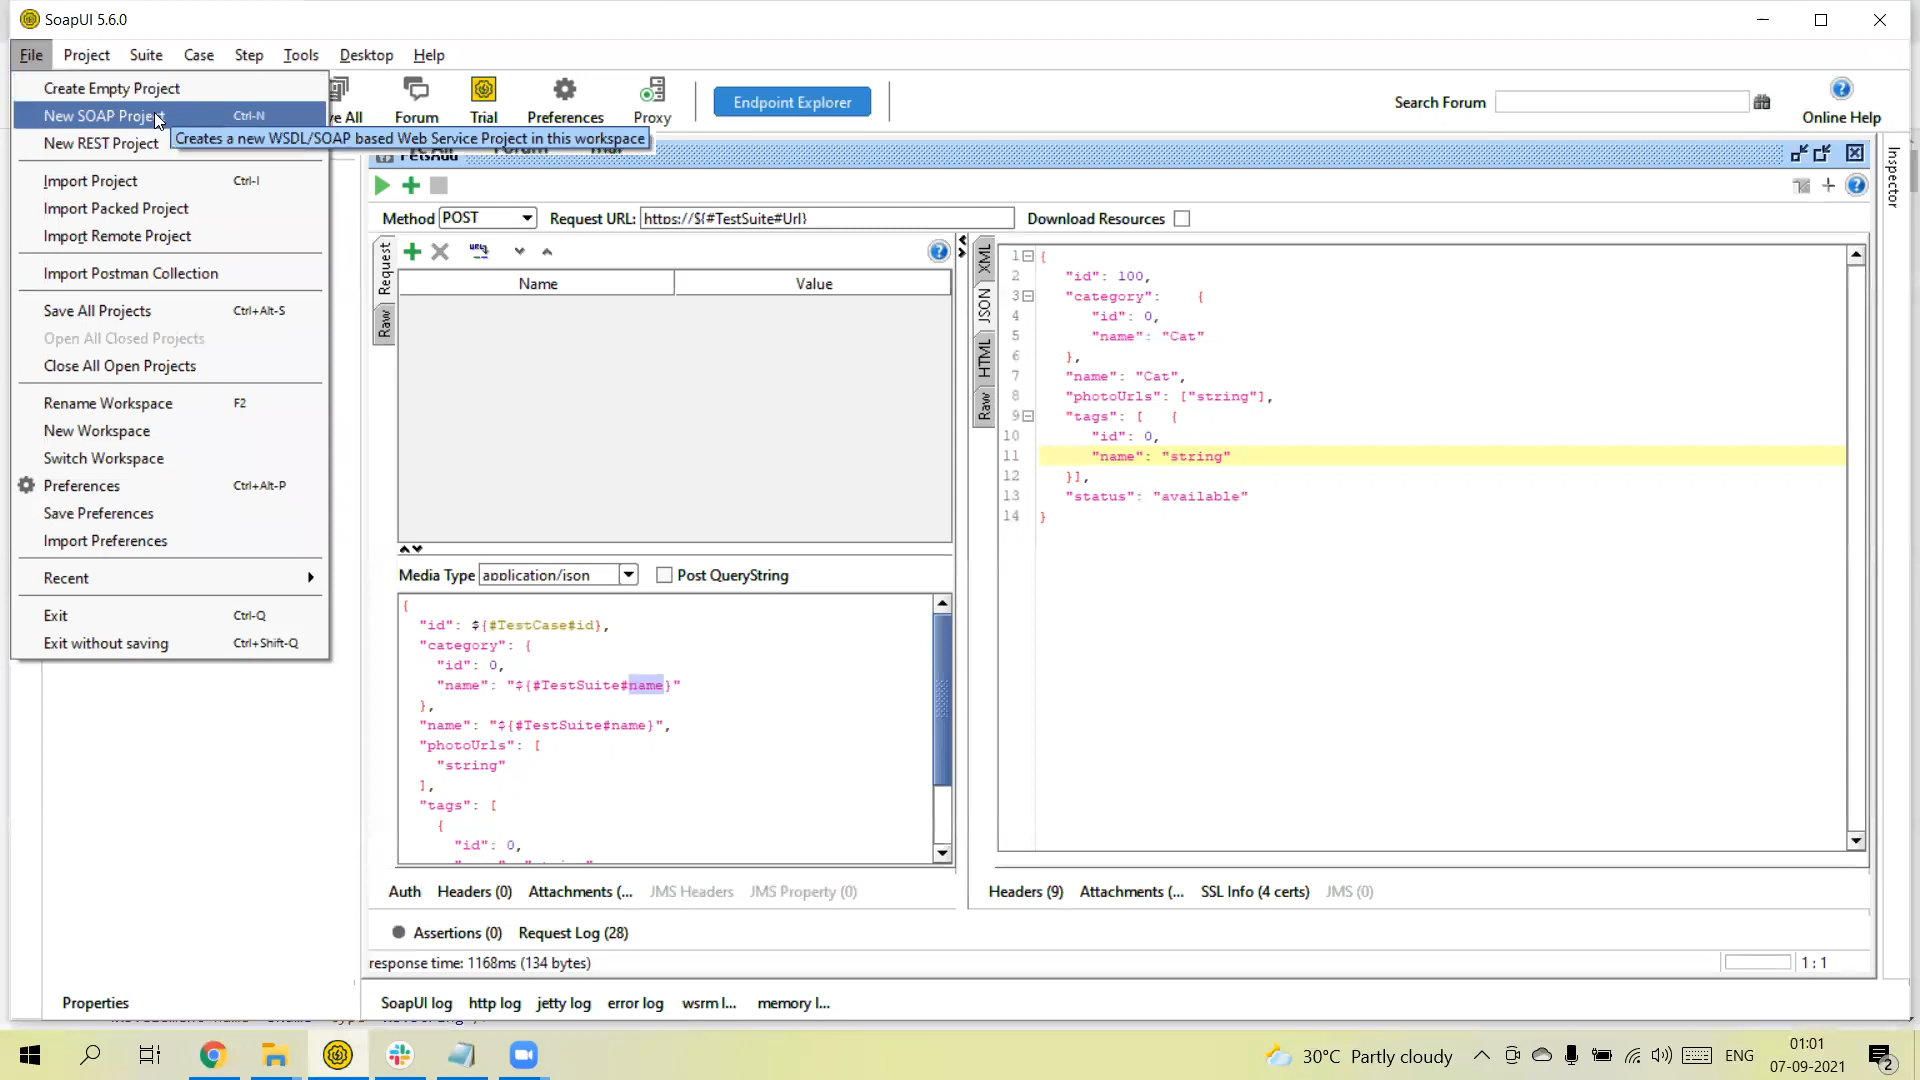 SoapUI 5.6.0
File Project Suite Case Step Tools Desktop Help
Create Empty Project
New SOAP Project Ctrl-N
Creates a new WSDL/SOAP based Web Service Project in this workspace
New REST Project
Import Project Ctrl-I
Import Packed Project
Import Remote Project
Import Postman Collection
Save All Projects Ctrl+Alt-S
Open All Closed Projects
Close All Open Projects
Rename Workspace F2
New Workspace
Switch Workspace
Preferences Ctrl+Alt-P
Save Preferences
Import Preferences
Recent
Exit Ctrl-Q
Exit without saving Ctrl+Shift-Q
All Forum Trial Preferences Proxy
Endpoint Explorer
Search Forum
Online Help
Inspector
Method POST Request URL: https://${#TestSuite#Url} Download Resources
Request
Raw
Name Value
Media Type application/json Post QueryString
{
"id": ${#TestCase#id},
"category": {
"id": 0,
"name": "${#TestSuite#name}"
},
"name": "${#TestSuite#name}",
"photoUrls": [
"string"
],
"tags": [
{
"id": 0,
XML
JSON
HTML
Raw
1 {
2 "id": 100,
3 "category": {
4 "id": 0,
5 "name": "Cat"
6 },
7 "name": "Cat",
8 "photoUrls": ["string"],
9 "tags": [ {
10 "id": 0,
11 "name": "string"
12 }],
13 "status": "available"
14 }
Auth Headers (0) Attachments (... JMS Headers JMS Property (0)
Headers (9) Attachments (... SSL Info (4 certs) JMS (0)
Assertions (0) Request Log (28)
response time: 1168ms (134 bytes)
1 : 1
Properties
SoapUI log http log jetty log error log wsrm l... memory l...
30°C Partly cloudy
ENG
01:01
07-09-2021
2